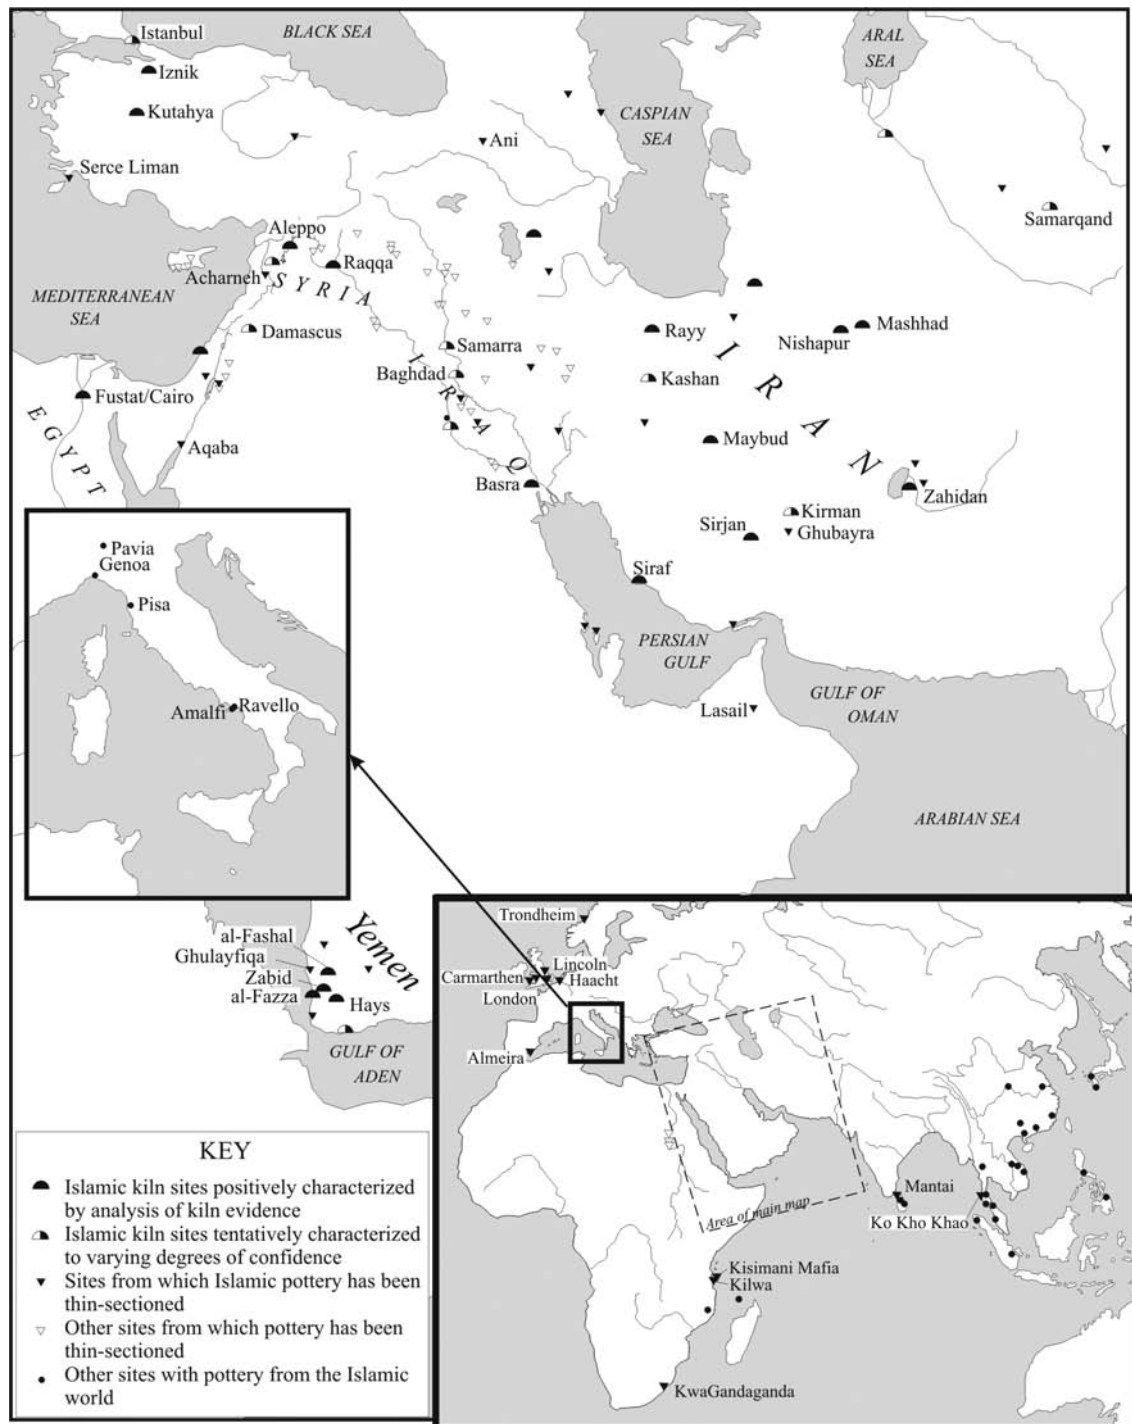 Istanbul
BLACK SEA
ARAL
SEA
Iznik
Kutahya
CASPIAN
SEA
Ani
Serce Liman
Samarqand
Aleppo
Raqqa
Acharneh
SYRIA
MEDITERRANEAN
SEA
Damascus
Samarra
Baghdad
IRAQ
Rayy
Mashhad
Nishapur
Kashan
IRAN
Fustat/Cairo
EGYPT
Aqaba
Maybud
Basra
Zahidan
Kirman
Sirjan
Ghubayra
Siraf
PERSIAN
GULF
GULF OF
OMAN
Lasail
ARABIAN SEA
Pavia
Genoa
Pisa
Amalfi
Ravello
Yemen
al-Fashal
Ghulayfiqa
Zabid
al-Fazza
Hays
GULF OF
ADEN
Trondheim
Lincoln
Carmarthen
Haacht
London
Almeira
Mantai
Ko Kho Khao
Area of main map
Kisimani Mafia
Kilwa
KwaGandaganda
KEY
Islamic kiln sites positively characterized
by analysis of kiln evidence
Islamic kiln sites tentatively characterized
to varying degrees of confidence
Sites from which Islamic pottery has been
thin-sectioned
Other sites from which pottery has been
thin-sectioned
Other sites with pottery from the Islamic
world